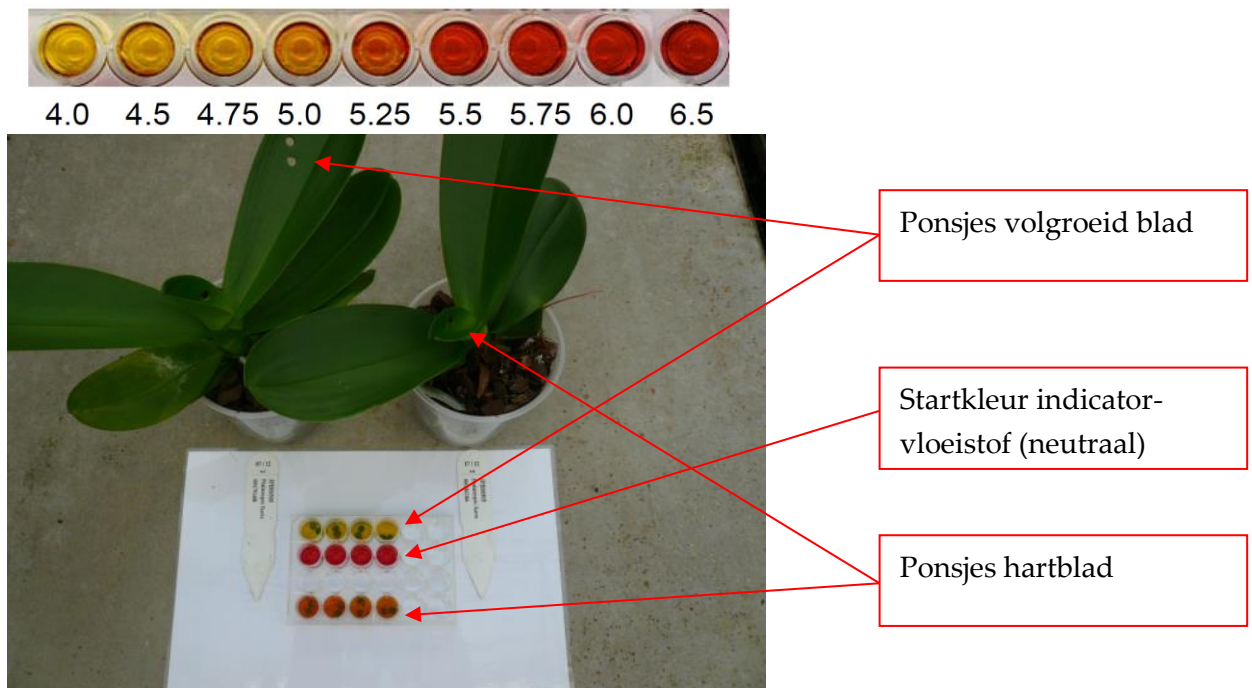 4.0 4.5 4.75 5.0 5.25 5.5 5.75 6.0 6.5
Ponsjes volgroeid blad
Startkleur indicator-
vloeistof (neutraal)
Ponsjes hartblad